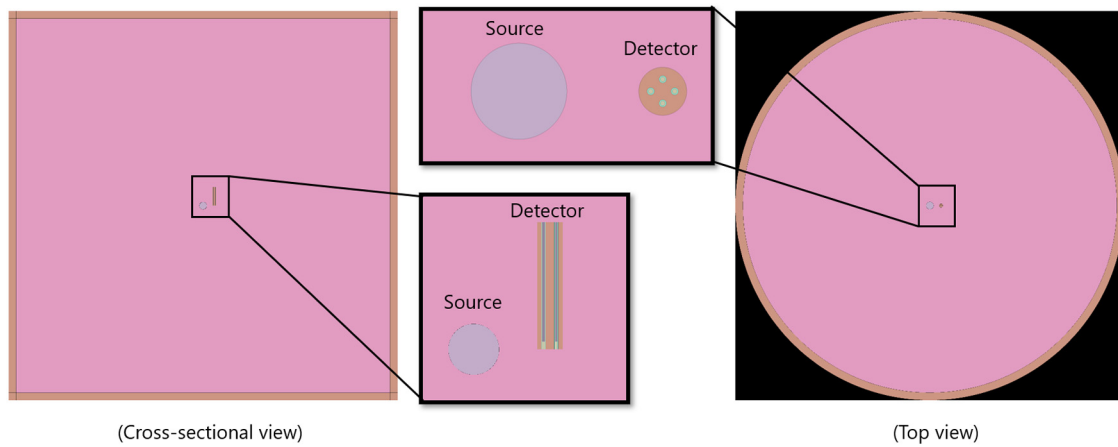 Source
Detector
Detector
Source
(Cross-sectional view)
(Top view)